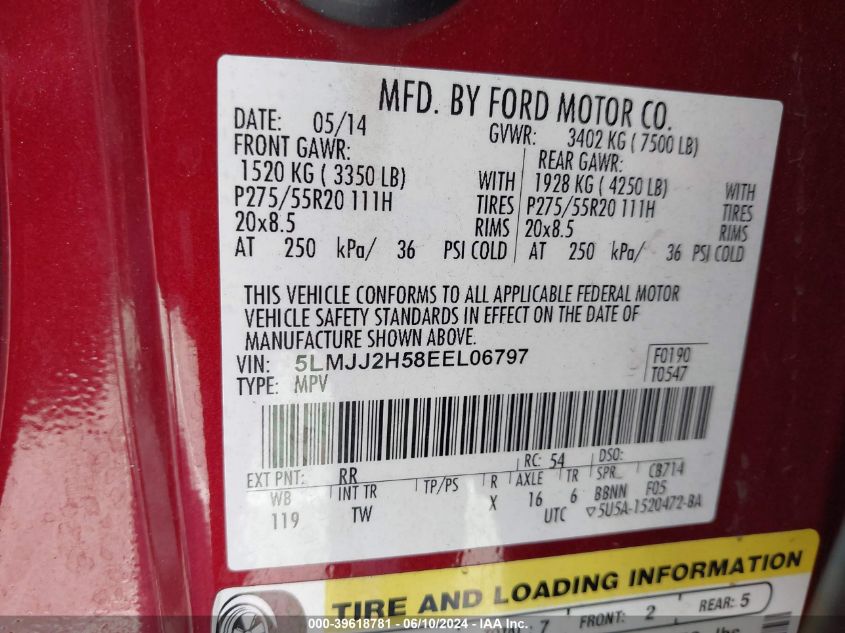 MFD. BY FORD MOTOR CO.
DATE: 05/14 GVWR: 3402 KG ( 7500 LB)
FRONT GAWR: REAR GAWR:
1520 KG ( 3350 LB) WITH 1928 KG ( 4250 LB) WITH
P275/55R20 111H TIRES P275/55R20 111H TIRES
20x8.5 RIMS 20x8.5 RIMS
AT 250 kPa/ 36 PSI COLD AT 250 kPa/ 36 PSI COLD
THIS VEHICLE CONFORMS TO ALL APPLICABLE FEDERAL MOTOR
VEHICLE SAFETY STANDARDS IN EFFECT ON THE DATE OF
MANUFACTURE SHOWN ABOVE.
VIN: 5LMJJ2H58EEL06797 F0190
TYPE: MPV T0547
EXT PNT: RR RC: 54 DSO:
WB INT TR TP/PS R AXLE TR SPR CB714
119 TW X 16 6 BBNN F05
UTC ▽5U5A-1520472-BA
TIRE AND LOADING INFORMATION
7 FRONT: 2 REAR: 5
000-39618781 - 06/10/2024 - IAA Inc.